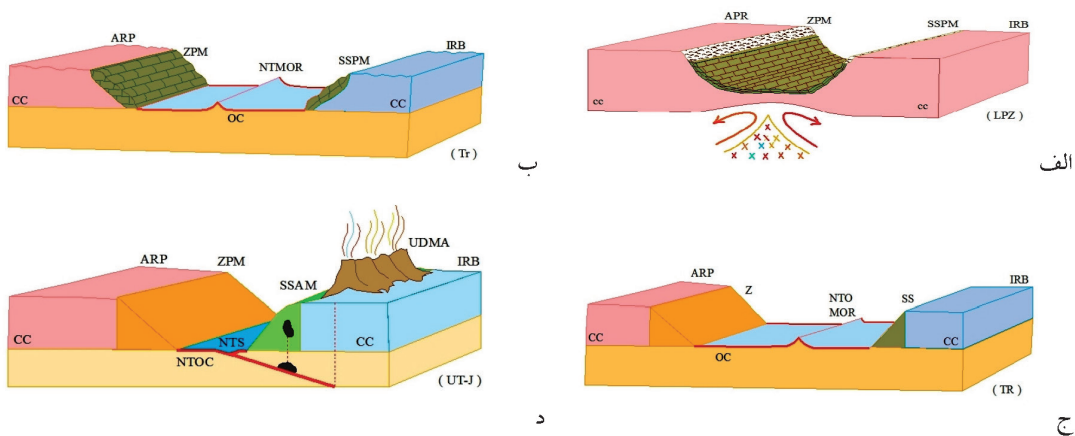 APR ZPM SSPM IRB
cc cc
( LPZ )
الف
ARP ZPM NTMOR SSPM IRB
CC OC CC
( Tr )
ب
ARP Z NTO MOR SS IRB
CC OC CC
( TR )
ج
ARP ZPM SSAM UDMA IRB
CC NTS CC
NTOC
( UT-J )
د